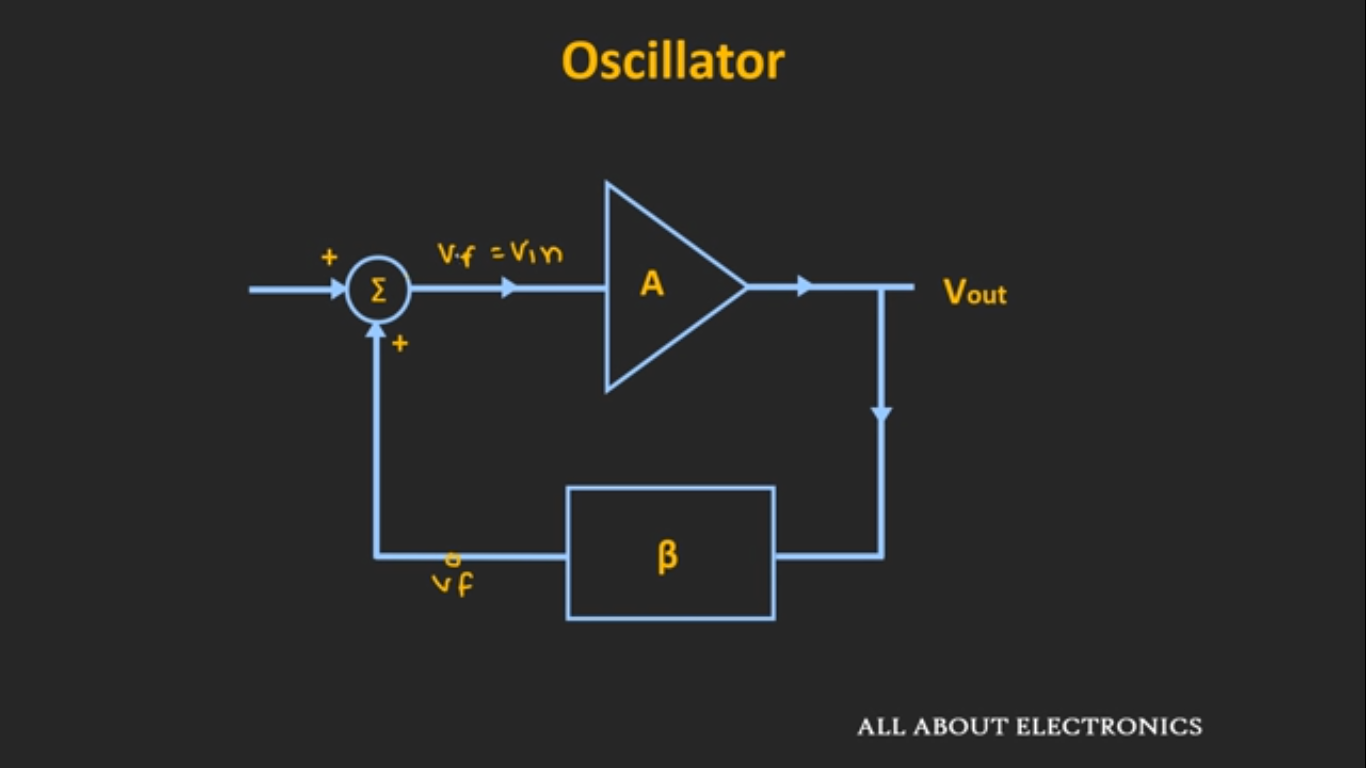 Oscillator
+
Vf = Vin
Σ
A
Vout
+
β
Vf
ALL ABOUT ELECTRONICS